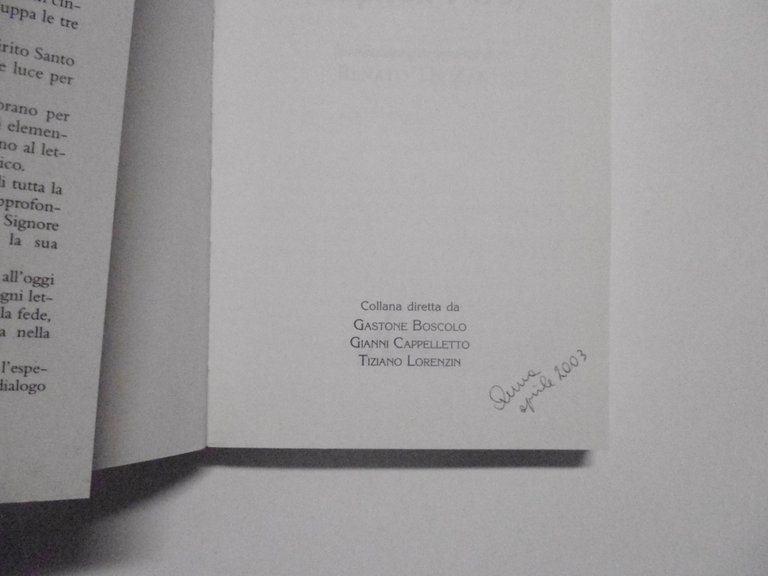 uppa le tre
irito Santo
e luce per
orano per
i elemen-
no al let-
ico.
li tutta la
pprofon-
Signore
la sua
all'oggi
gni let-
la fede,
a nella
l'espe-
dialogo
Collana diretta da
GASTONE BOSCOLO
GIANNI CAPPELLETTO
TIZIANO LORENZIN
aprile 2003